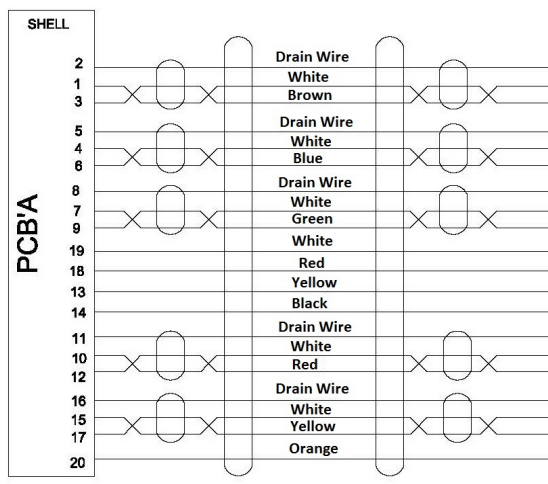 SHELL
2 Drain Wire
1 White
3 Brown
5 Drain Wire
4 White
6 Blue
8 Drain Wire
7 White
9 Green
19 White
18 Red
13 Yellow
14 Black
11 Drain Wire
10 White
12 Red
16 Drain Wire
15 White
17 Yellow
20 Orange
PCB'A